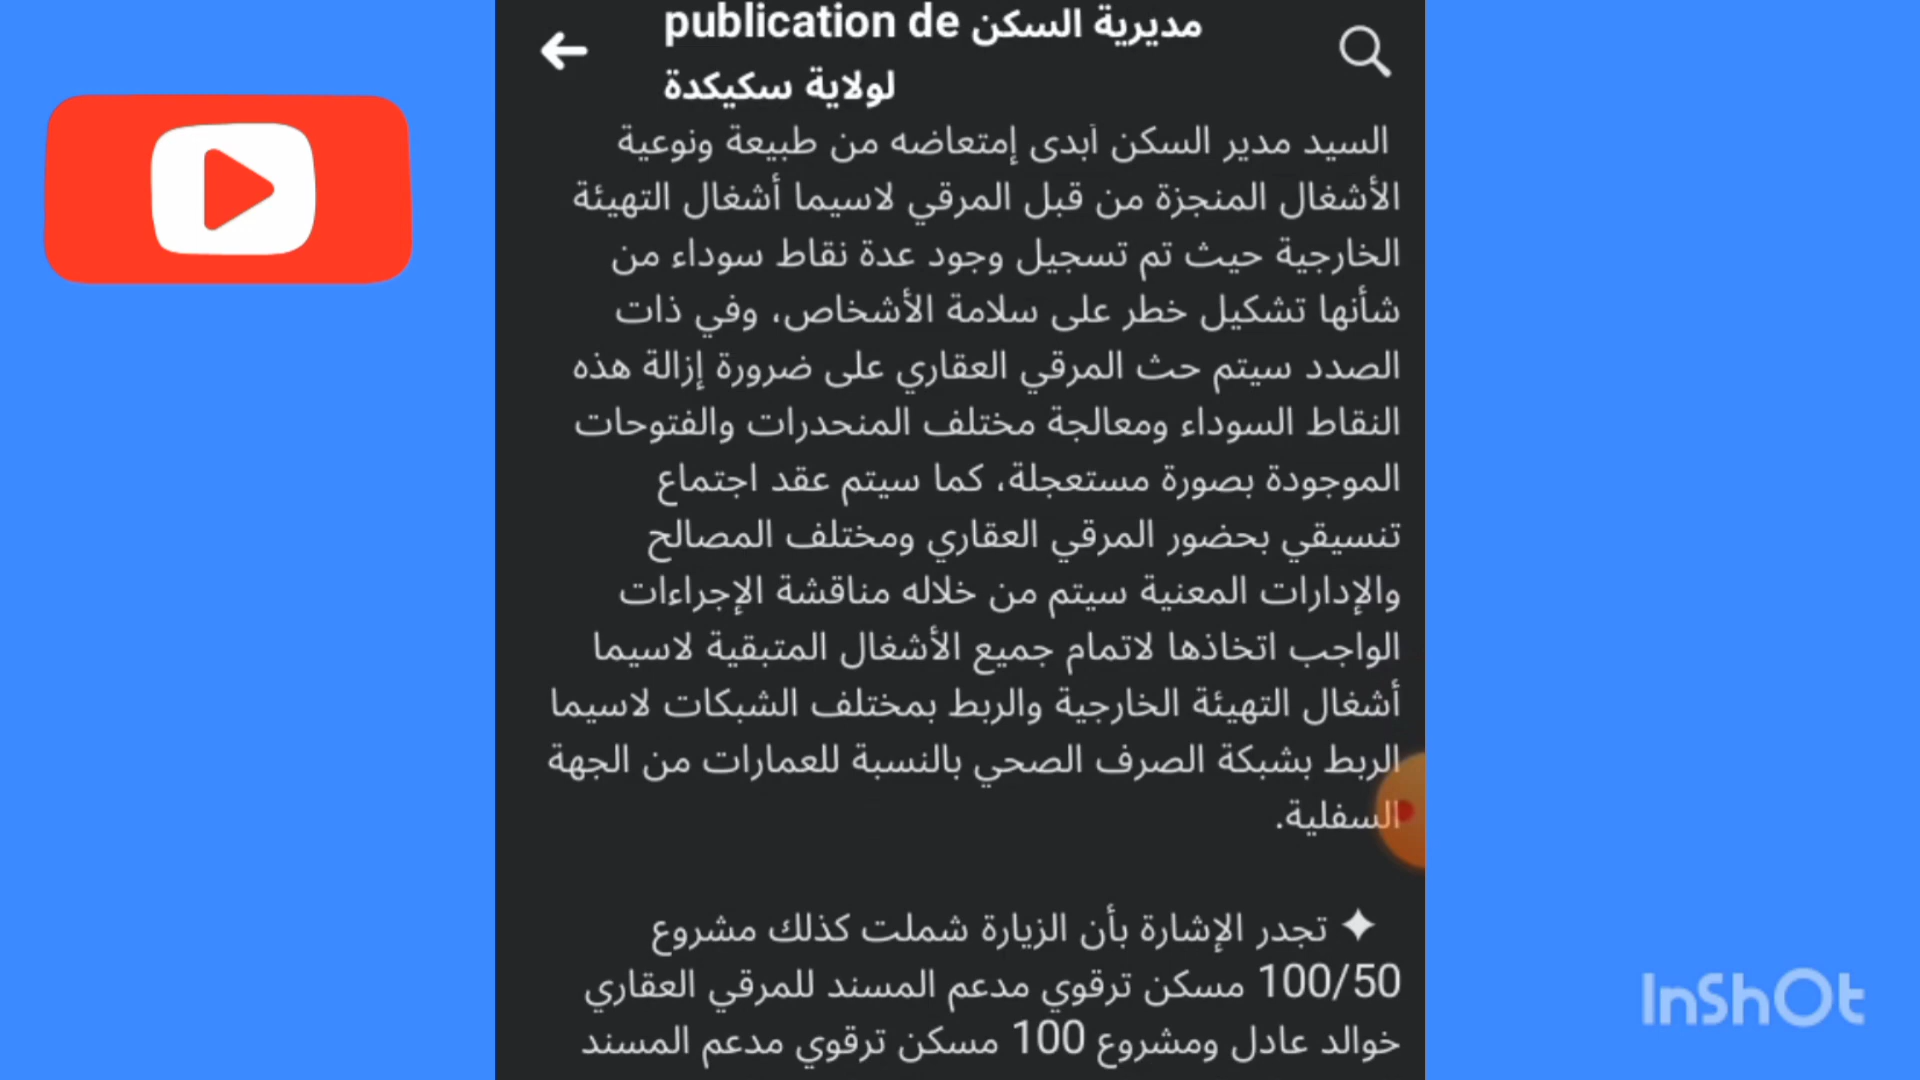 publication de مديرية السكن
لولاية سكيكدة
السيد مدير السكن أبدى إمتعاضه من طبيعة ونوعية
الأشغال المنجزة من قبل المرقي لاسيما أشغال التهيئة
الخارجية حيث تم تسجيل وجود عدة نقاط سوداء من
شأنها تشكيل خطر على سلامة الأشخاص، وفي ذات
الصدد سيتم حث المرقي العقاري على ضرورة إزالة هذه
النقاط السوداء ومعالجة مختلف المنحدرات والفتوحات
الموجودة بصورة مستعجلة، كما سيتم عقد اجتماع
تنسيقي بحضور المرقي العقاري ومختلف المصالح
والإدارات المعنية سيتم من خلاله مناقشة الإجراءات
الواجب اتخاذها لاتمام جميع الأشغال المتبقية لاسيما
أشغال التهيئة الخارجية والربط بمختلف الشبكات لاسيما
الربط بشبكة الصرف الصحي بالنسبة للعمارات من الجهة
السفلية.
✦ تجدر الإشارة بأن الزيارة شملت كذلك مشروع
100/50 مسكن ترقوي مدعم المسند للمرقي العقاري
خوالد عادل ومشروع 100 مسكن ترقوي مدعم المسند
InShOt